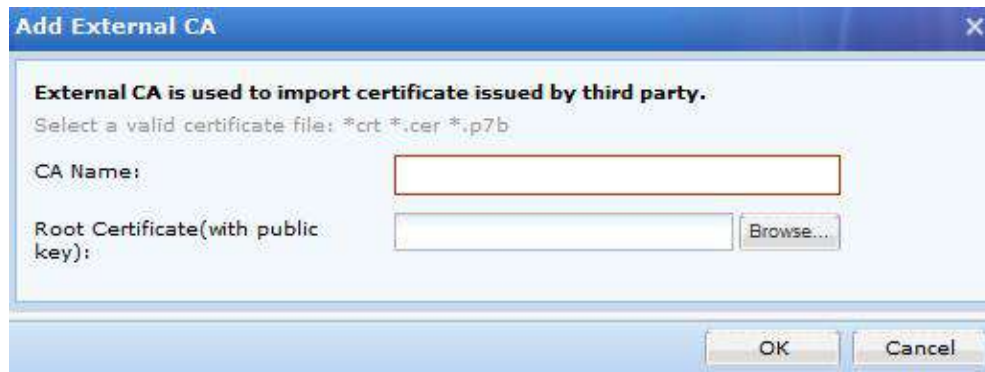 Add External CA
External CA is used to import certificate issued by third party.
Select a valid certificate file: *crt *.cer *.p7b
CA Name:
Root Certificate(with public
key):
Browse...
OK
Cancel